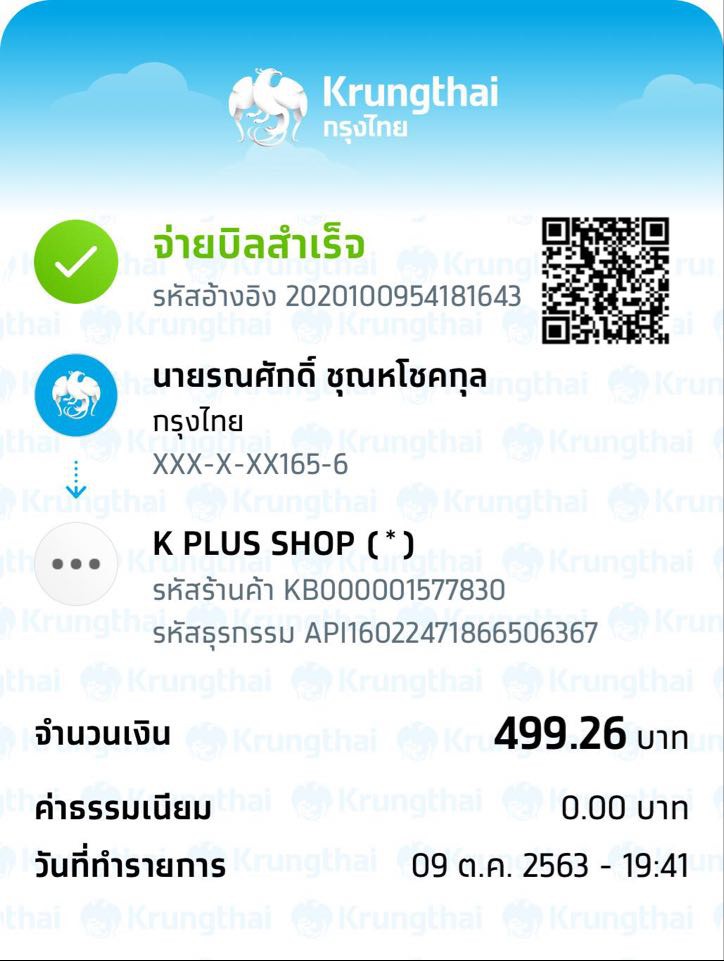 Krungthai
กรุงไทย
จ่ายบิลสำเร็จ
รหัสอ้างอิง 2020100954181643
นายรณศักดิ์ ชุณหโชคกุล
กรุงไทย
XXX-X-XX165-6
K PLUS SHOP ( * )
รหัสร้านค้า KB000001577830
รหัสธุรกรรม API16022471866506367
จำนวนเงิน 499.26 บาท
ค่าธรรมเนียม 0.00 บาท
วันที่ทำรายการ 09 ต.ค. 2563 - 19:41